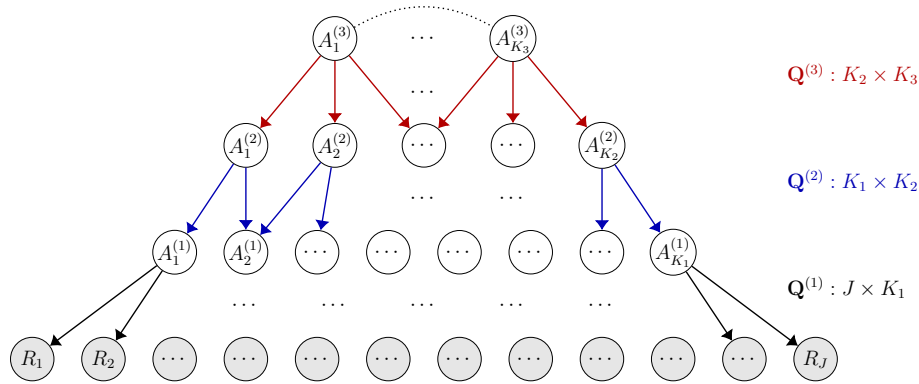 A_1^{(3)} ... A_{K_3}^{(3)}
... Q^{(3)} : K_2 × K_3
A_1^{(2)} A_2^{(2)} ... ... A_{K_2}^{(2)}
... ... Q^{(2)} : K_1 × K_2
A_1^{(1)} A_2^{(1)} ... ... ... ... ... A_{K_1}^{(1)}
... ... ... ... ... Q^{(1)} : J × K_1
R_1 R_2 ... ... ... ... ... ... ... ... ... R_J